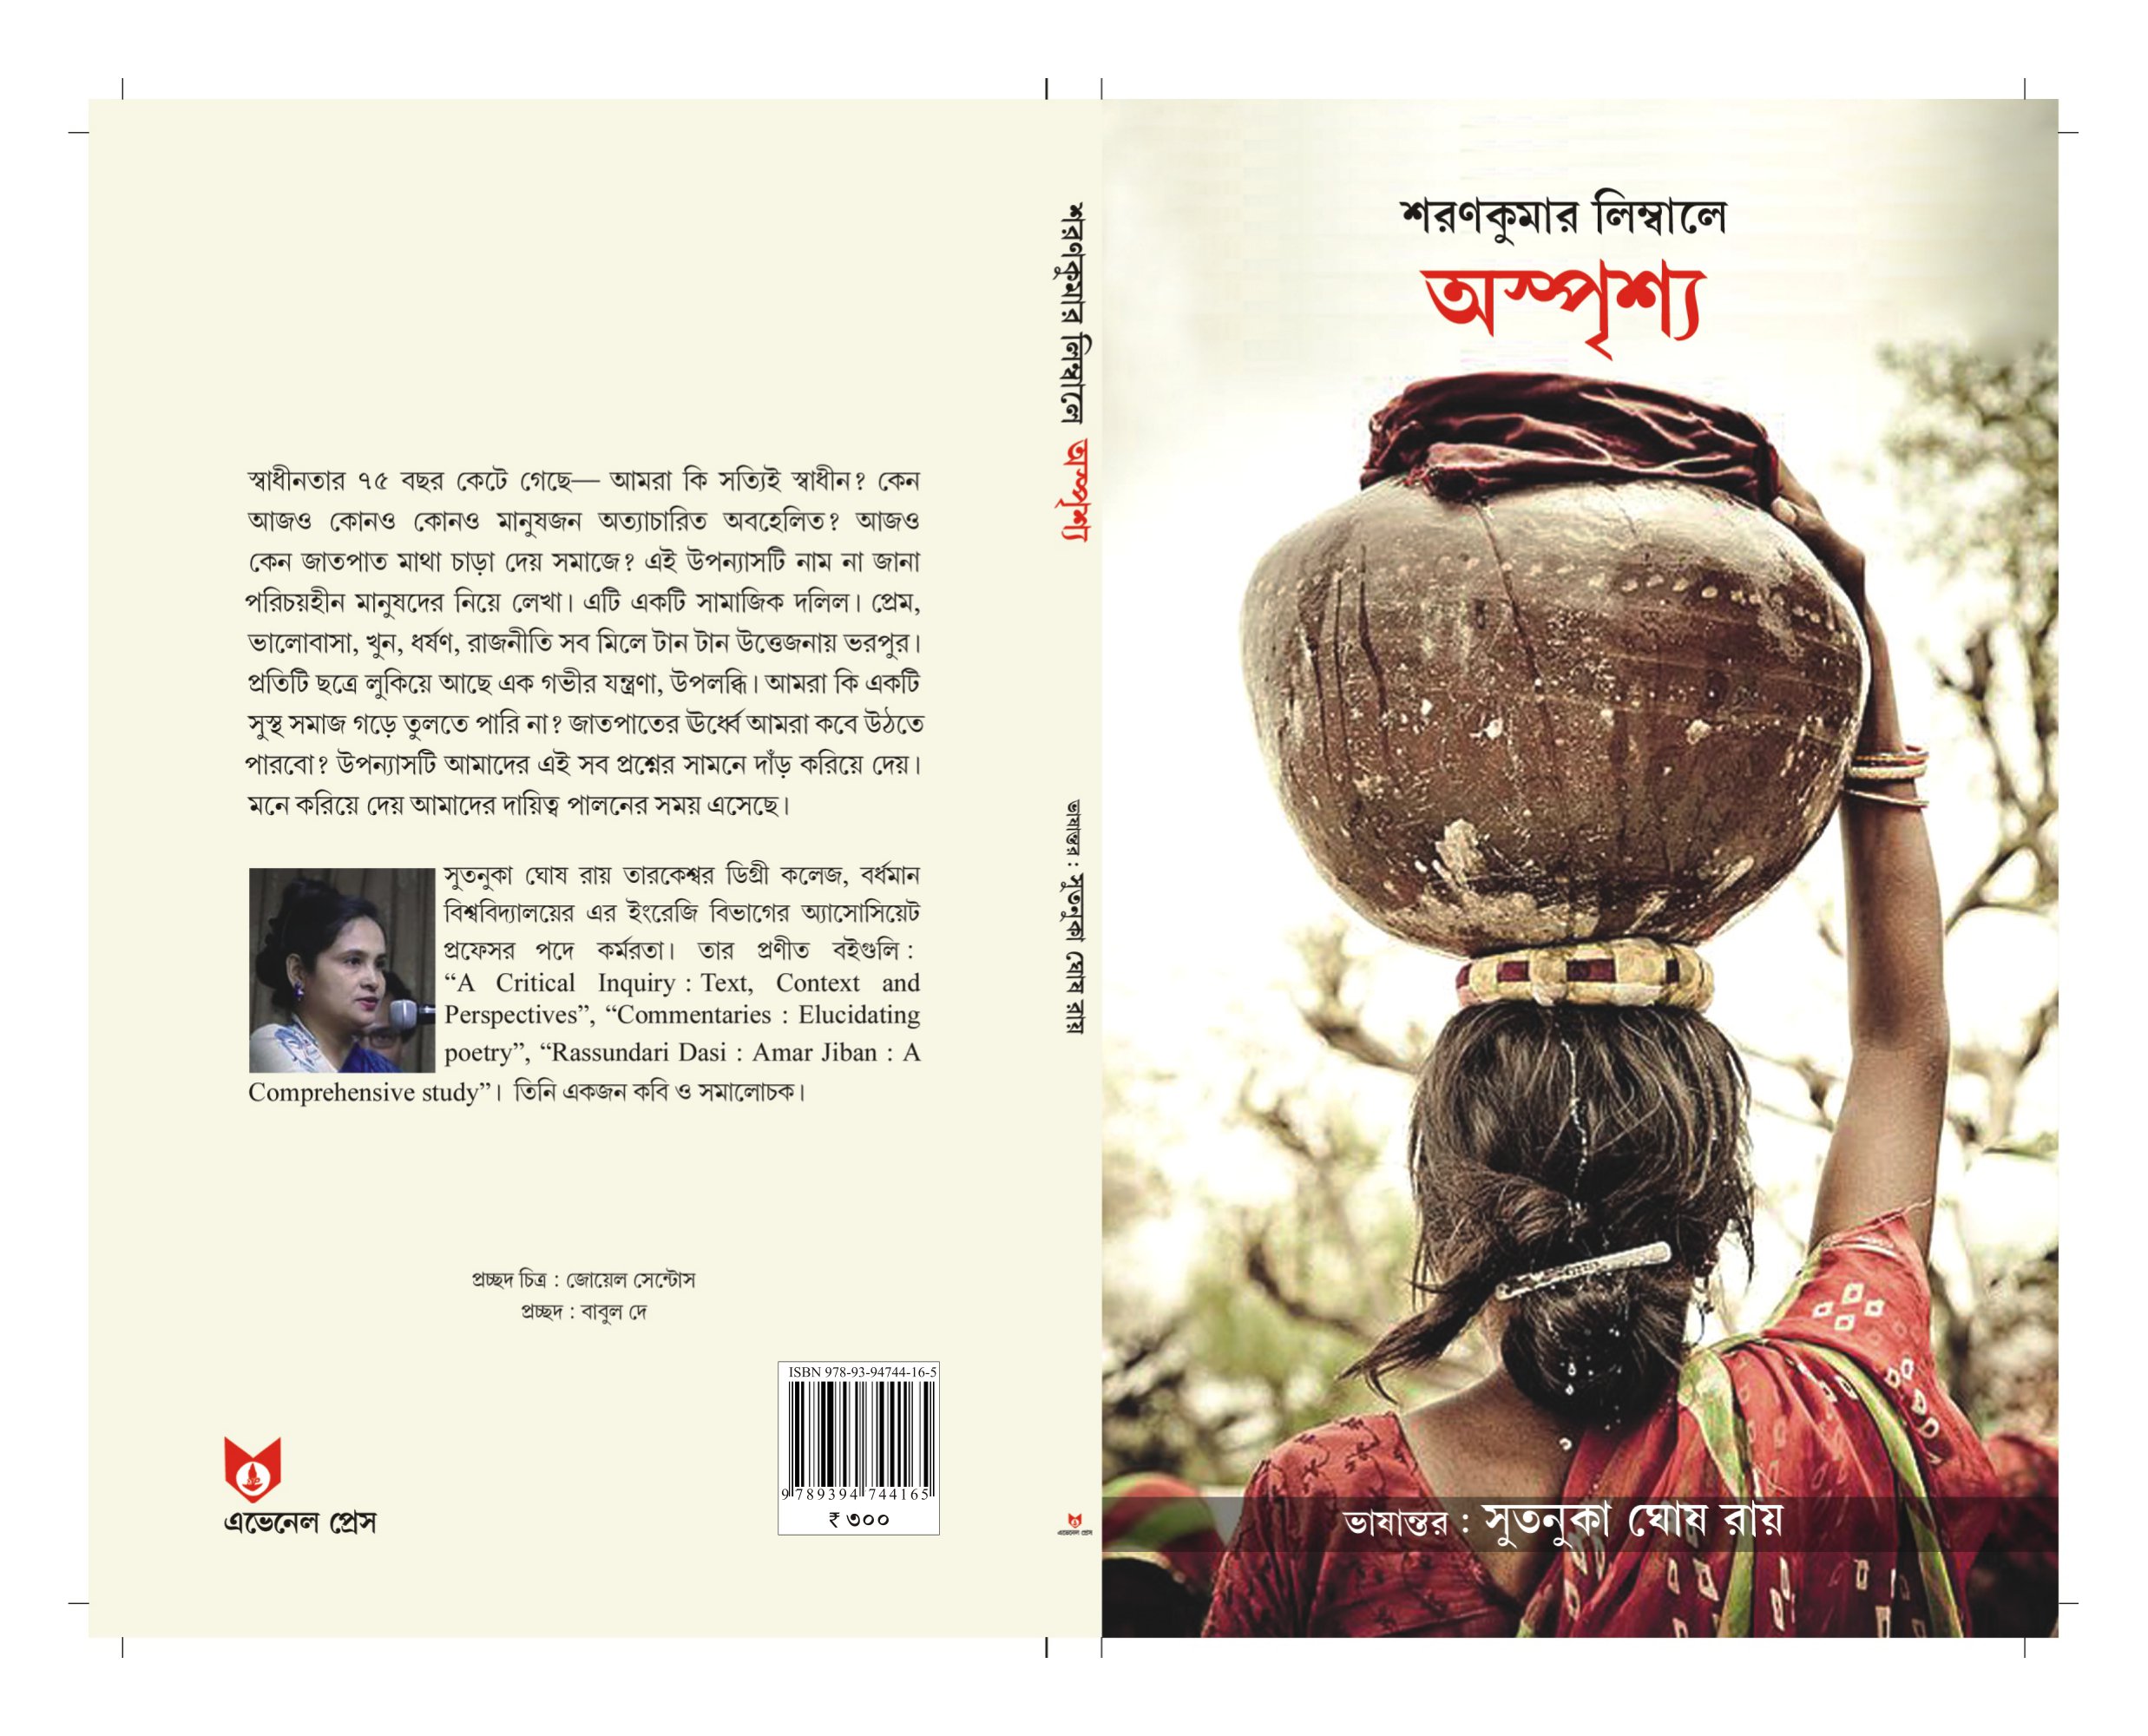 স্বাধীনতার ৭৫ বছর কেটে গেছে— আমরা কি সত্যিই স্বাধীন? কেন
আজও কোনও কোনও মানুষজন অত্যাচারিত অবহেলিত? আজও
কেন জাতপাত মাথা চাড়া দেয় সমাজে? এই উপন্যাসটি নাম না জানা
পরিচয়হীন মানুষদের নিয়ে লেখা। এটি একটি সামাজিক দলিল। প্রেম,
ভালোবাসা, খুন, ধর্ষণ, রাজনীতি সব মিলে টান টান উত্তেজনায় ভরপুর।
প্রতিটি ছত্রে লুকিয়ে আছে এক গভীর যন্ত্রণা, উপলব্ধি। আমরা কি একটি
সুস্থ সমাজ গড়ে তুলতে পারি না? জাতপাতের ঊর্ধ্বে আমরা কবে উঠতে
পারবো? উপন্যাসটি আমাদের এই সব প্রশ্নের সামনে দাঁড় করিয়ে দেয়।
মনে করিয়ে দেয় আমাদের দায়িত্ব পালনের সময় এসেছে।
সুতনুকা ঘোষ রায় তারকেশ্বর ডিগ্রী কলেজ, বর্ধমান
বিশ্ববিদ্যালয়ের এর ইংরেজি বিভাগের অ্যাসোসিয়েট
প্রফেসর পদে কর্মরতা। তার প্রণীত বইগুলি :
“A Critical Inquiry : Text, Context and
Perspectives”, “Commentaries : Elucidating
poetry”, “Rassundari Dasi : Amar Jiban : A
Comprehensive study”। তিনি একজন কবি ও সমালোচক।
প্রচ্ছদ চিত্র : জোয়েল সেন্টোস
প্রচ্ছদ : বাবুল দে
ISBN 978-93-94744-16-5
9 789394 744165
₹ ৩০০
এভেনেল প্রেস
শরণকুমার লিম্বালে অস্পৃশ্য
ভাষান্তর : সুতনুকা ঘোষ রায়
এভেনেল প্রেস
শরণকুমার লিম্বালে
অস্পৃশ্য
ভাষান্তর : সুতনুকা ঘোষ রায়